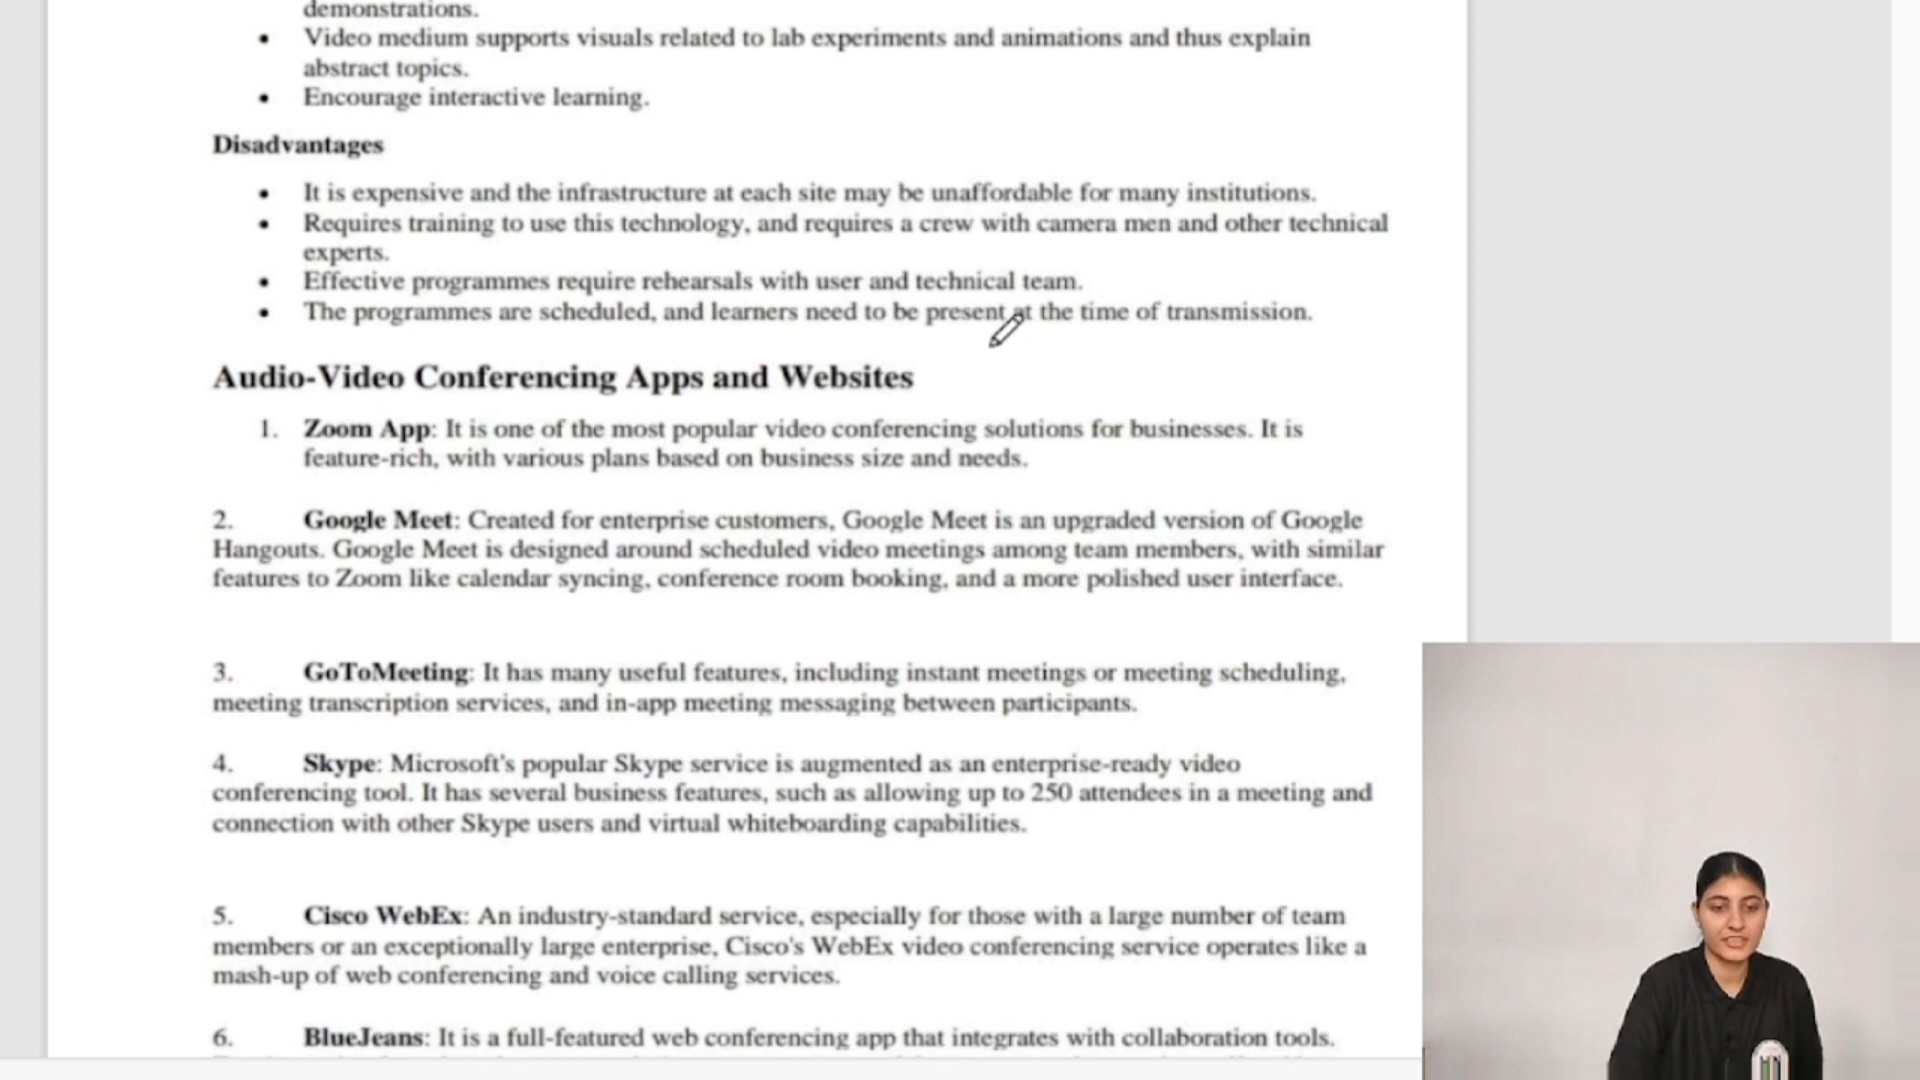 demonstrations.
• Video medium supports visuals related to lab experiments and animations and thus explain
abstract topics.
• Encourage interactive learning.
Disadvantages
• It is expensive and the infrastructure at each site may be unaffordable for many institutions.
• Requires training to use this technology, and requires a crew with camera men and other technical
experts.
• Effective programmes require rehearsals with user and technical team.
• The programmes are scheduled, and learners need to be present at the time of transmission.
Audio-Video Conferencing Apps and Websites
1. Zoom App: It is one of the most popular video conferencing solutions for businesses. It is
feature-rich, with various plans based on business size and needs.
2. Google Meet: Created for enterprise customers, Google Meet is an upgraded version of Google
Hangouts. Google Meet is designed around scheduled video meetings among team members, with similar
features to Zoom like calendar syncing, conference room booking, and a more polished user interface.
3. GoToMeeting: It has many useful features, including instant meetings or meeting scheduling,
meeting transcription services, and in-app meeting messaging between participants.
4. Skype: Microsoft's popular Skype service is augmented as an enterprise-ready video
conferencing tool. It has several business features, such as allowing up to 250 attendees in a meeting and
connection with other Skype users and virtual whiteboarding capabilities.
5. Cisco WebEx: An industry-standard service, especially for those with a large number of team
members or an exceptionally large enterprise, Cisco's WebEx video conferencing service operates like a
mash-up of web conferencing and voice calling services.
6. BlueJeans: It is a full-featured web conferencing app that integrates with collaboration tools.